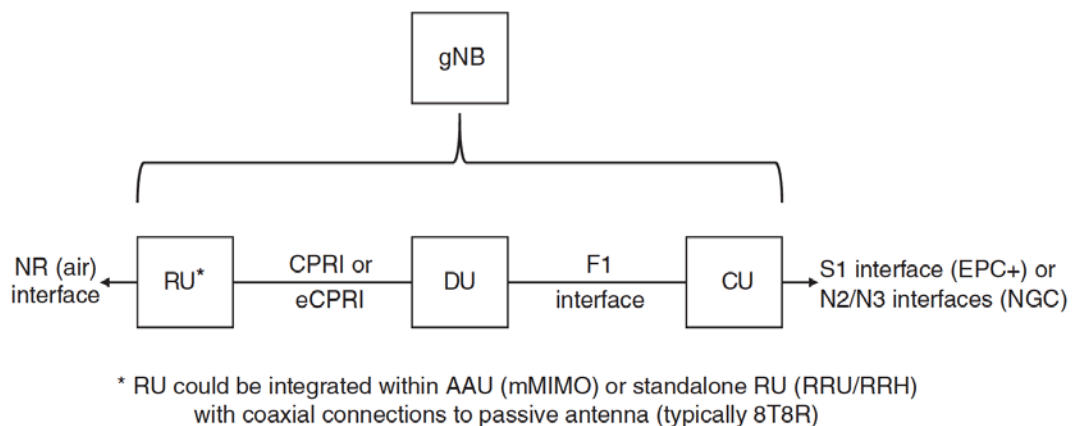 gNB
NR (air)
interface
RU*
CPRI or
eCPRI
DU
F1
interface
CU
S1 interface (EPC+) or
N2/N3 interfaces (NGC)
* RU could be integrated within AAU (mMIMO) or standalone RU (RRU/RRH)
with coaxial connections to passive antenna (typically 8T8R)